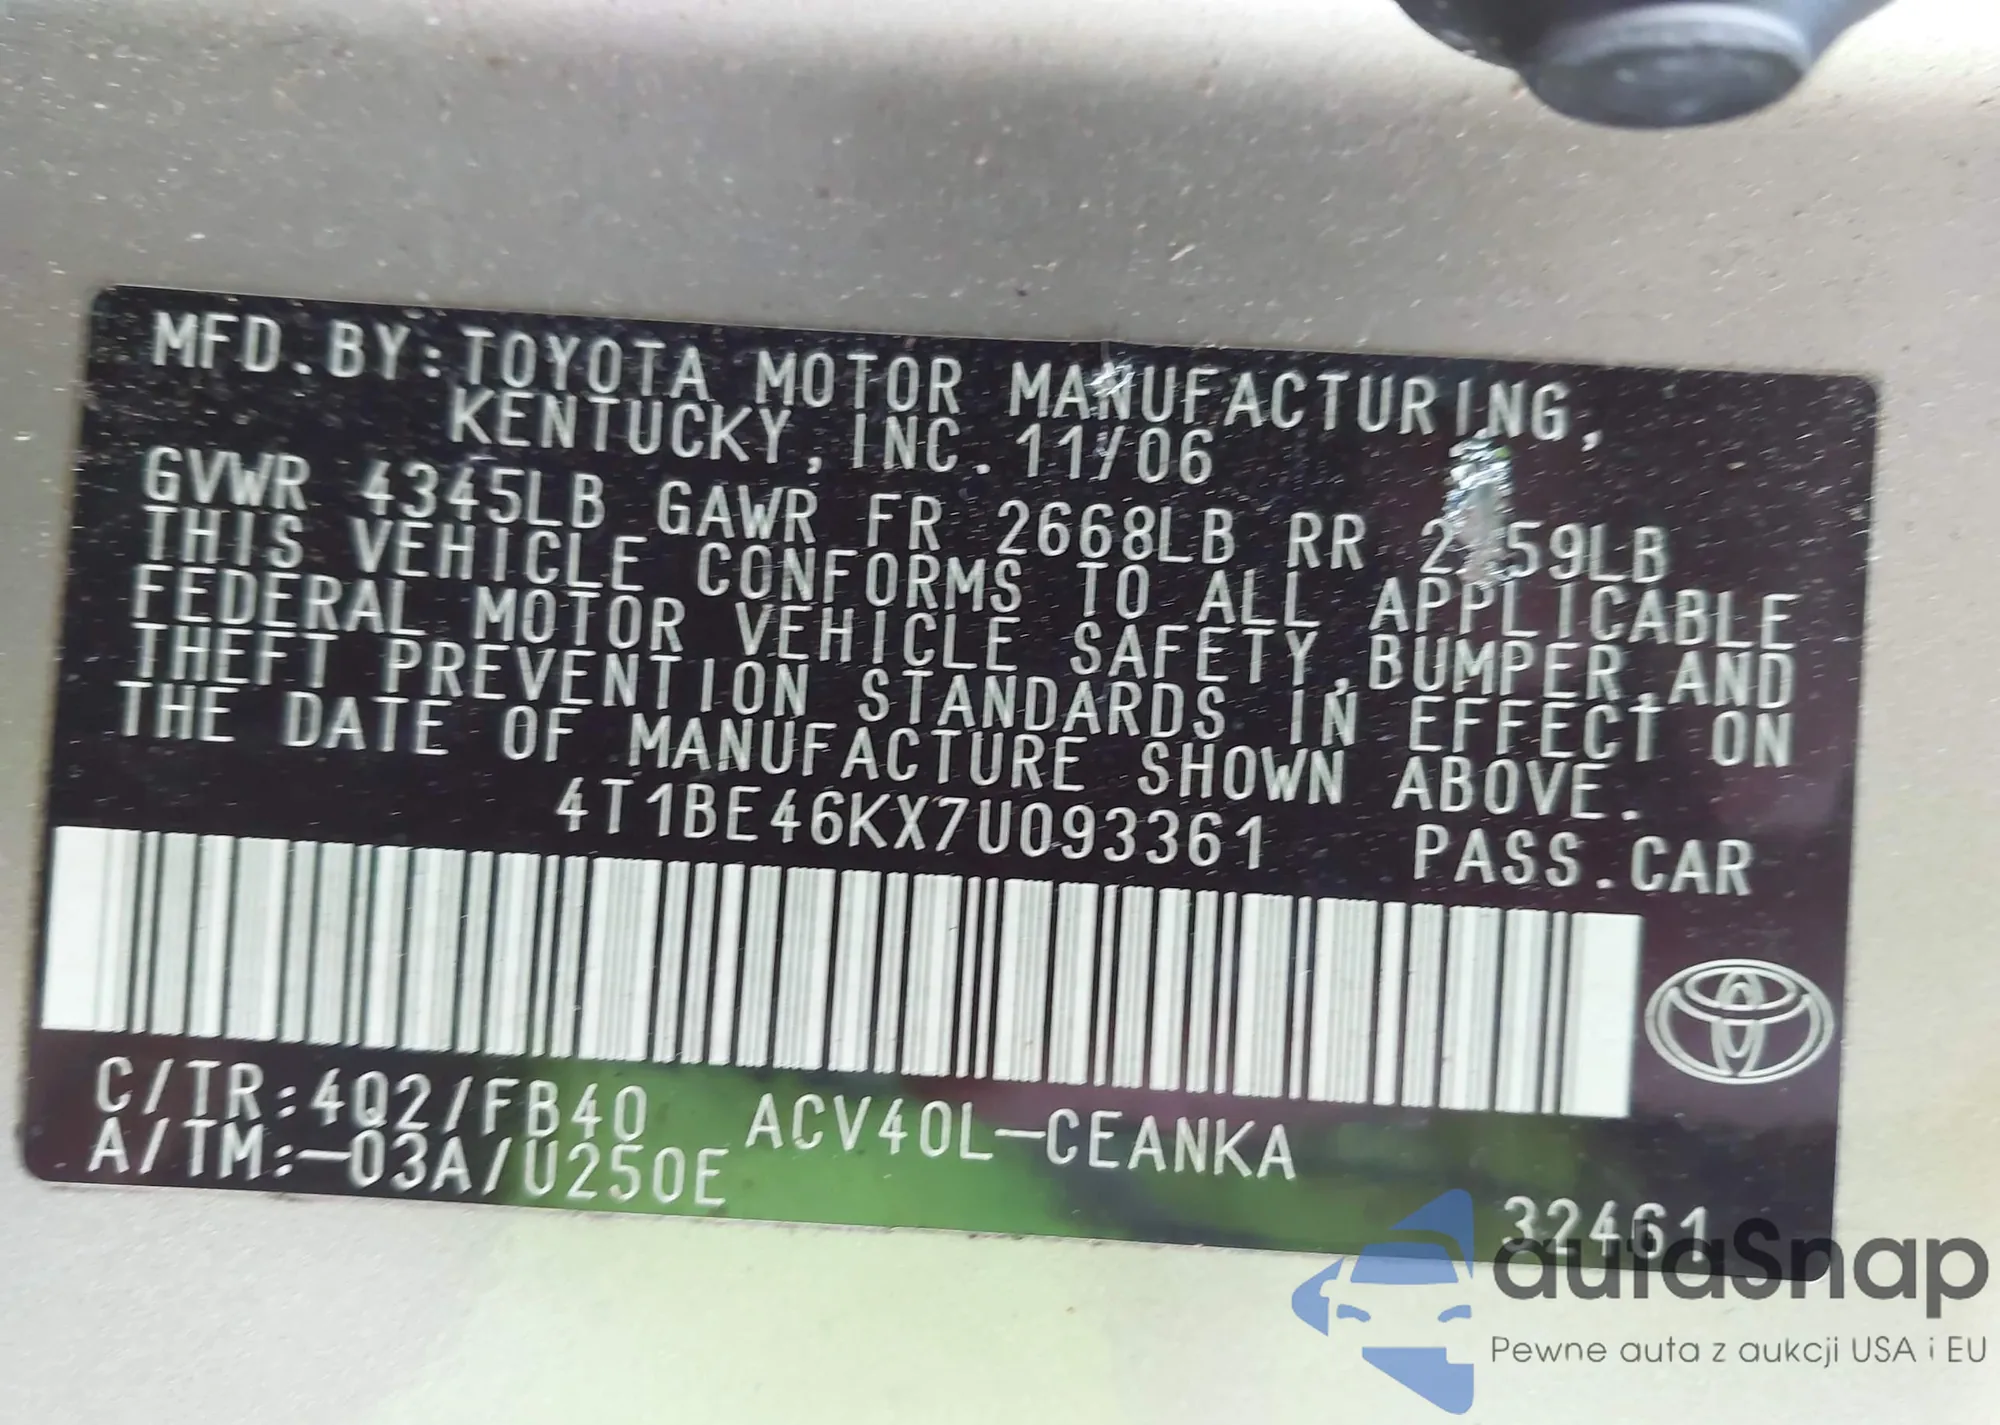 MFD.BY:TOYOTA MOTOR MANUFACTURING,
KENTUCKY, INC. 11/06
GVWR 4345LB GAWR FR 2668LB RR
THIS VEHICLE CONFORMS TO ALL APPLICABLE
FEDERAL MOTOR VEHICLE SAFETY,BUMPER,AND
THEFT PREVENTION STANDARDS IN EFFECT ON
THE DATE OF MANUFACTURE SHOWN ABOVE.
4T1BE46KX7U093361 PASS.CAR
C/TR:4Q2/FB40 ACV40L-CEANKA
A/TM:-03A/U250E
32461
autaSnap
Pewne auta z aukcji USA i EU